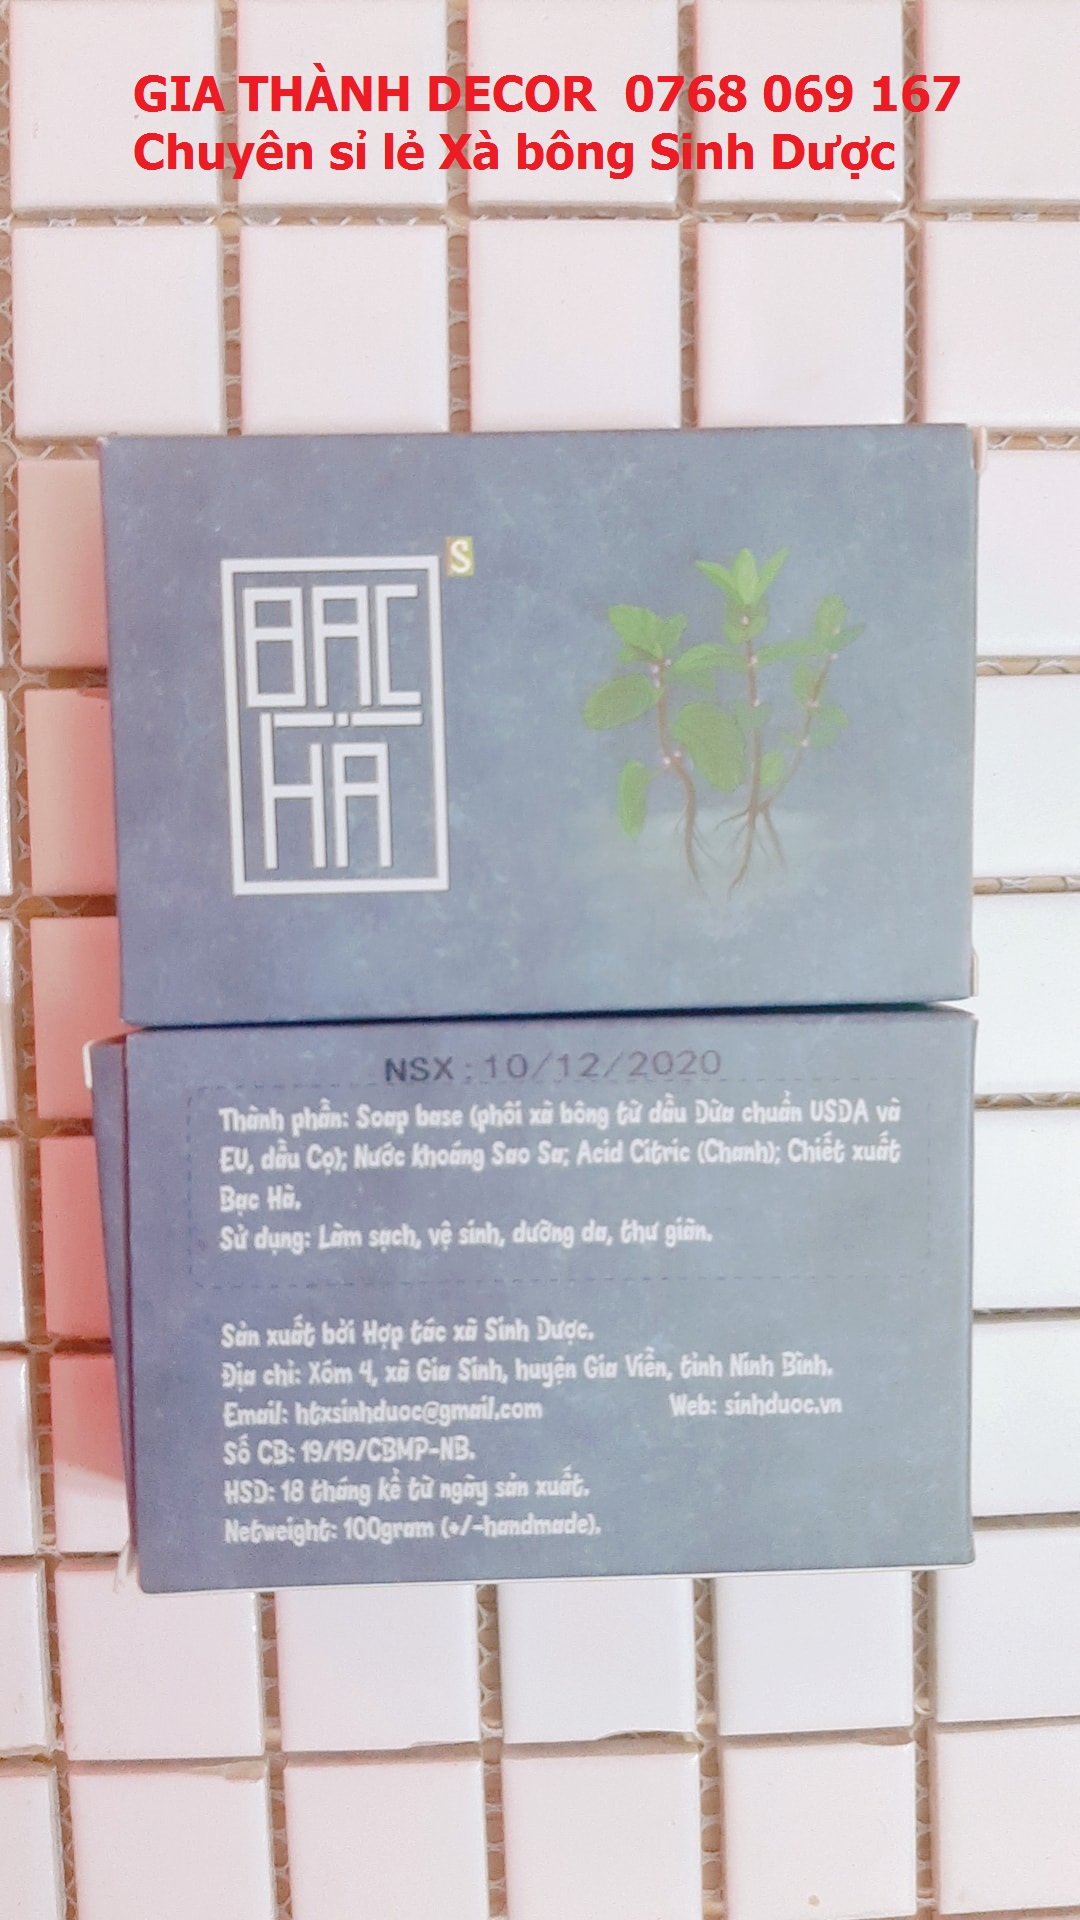 GIA THÀNH DECOR 0768 069 167
Chuyên sỉ lẻ Xà bông Sinh Dược
S
BẠC
HÀ
NSX : 10/12/2020
Thành phần: Soap base (phôi xà bông từ dầu Dừa chuẩn USDA và
EU, dầu Cọ); Nước khoáng Sao Sa; Acid Citric (Chanh); Chiết xuất
Bạc Hà.
Sử dụng: Làm sạch, vệ sinh, dưỡng da, thư giãn.
Sản xuất bởi Hợp tác xã Sinh Dược.
Địa chỉ: Xóm 4, xã Gia Sinh, huyện Gia Viễn, tỉnh Ninh Bình.
Email: htxsinhduoc@gmail.com Web: sinhduoc.vn
Số CB: 19/19/CBMP-NB.
HSD: 18 tháng kể từ ngày sản xuất.
Netweight: 100gram (+/-handmade).